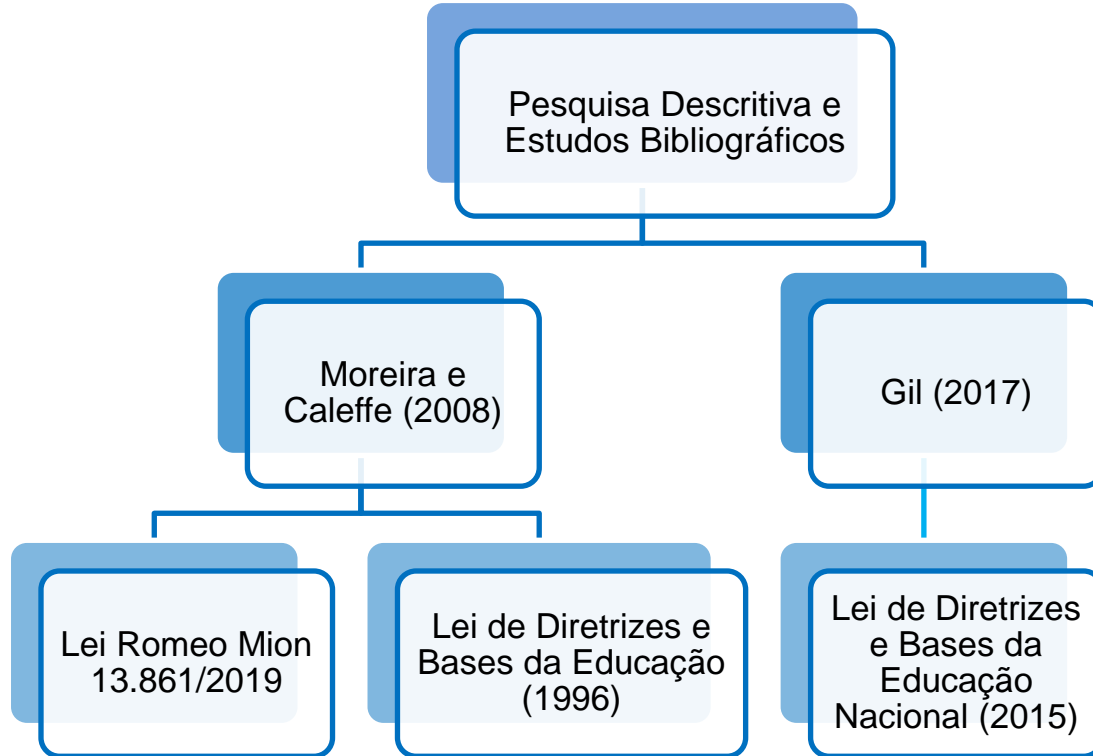 Pesquisa Descritiva e
Estudos Bibliográficos
Moreira e
Caleffe (2008)
Gil (2017)
Lei Romeo Mion
13.861/2019
Lei de Diretrizes e
Bases da Educação
(1996)
Lei de Diretrizes
e Bases da
Educação
Nacional (2015)